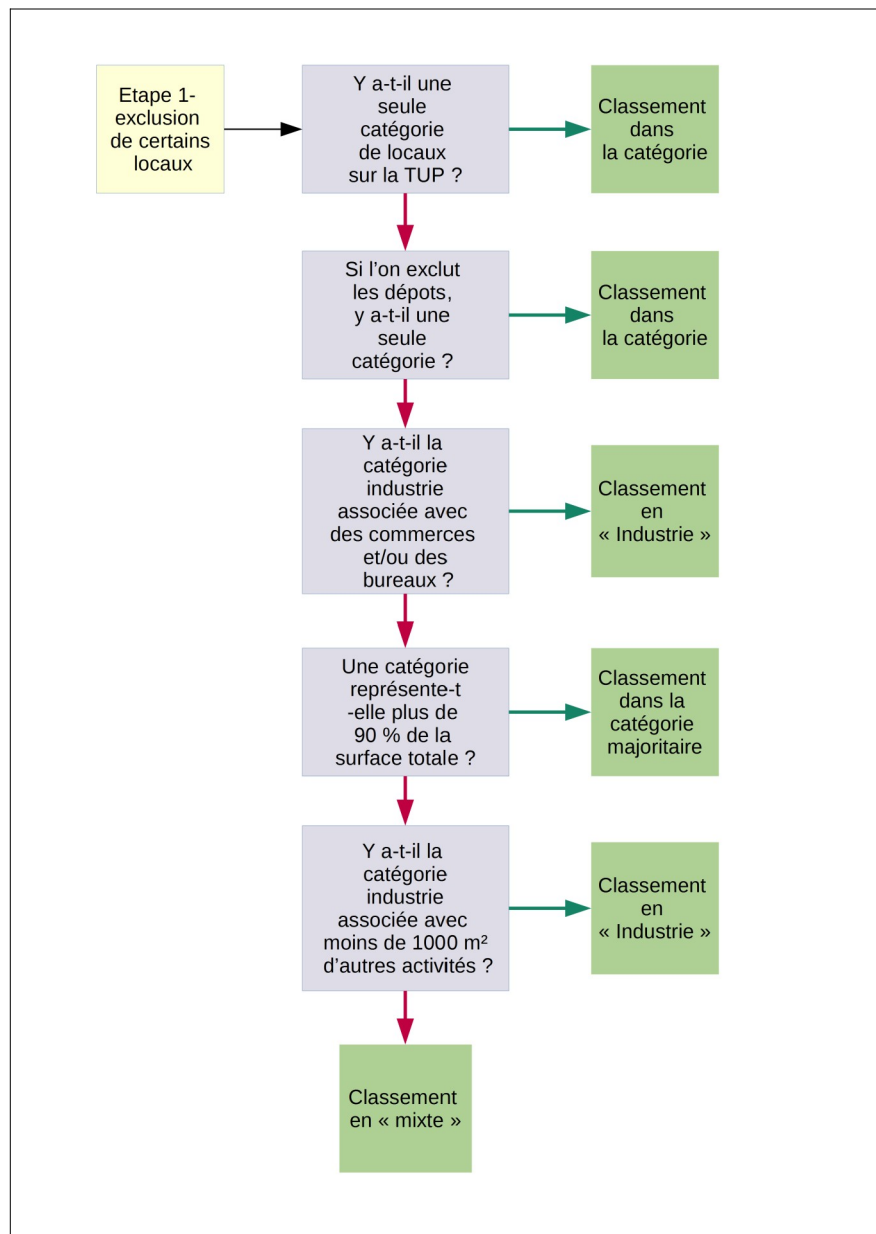 Etape 1-
exclusion
de certains
locaux
Y a-t-il une
seule
catégorie
de locaux
sur la TUP ?
Classement
dans
la catégorie
Si l’on exclut
les dépots,
y a-t-il une
seule
catégorie ?
Classement
dans
la catégorie
Y a-t-il la
catégorie
industrie
associée avec
des commerces
et/ou des
bureaux ?
Classement
en
« Industrie »
Une catégorie
représente-t
-elle plus de
90 % de la
surface totale ?
Classement
dans la
catégorie
majoritaire
Y a-t-il la
catégorie
industrie
associée avec
moins de 1000 m²
d’autres activités ?
Classement
en
« Industrie »
Classement
en « mixte »